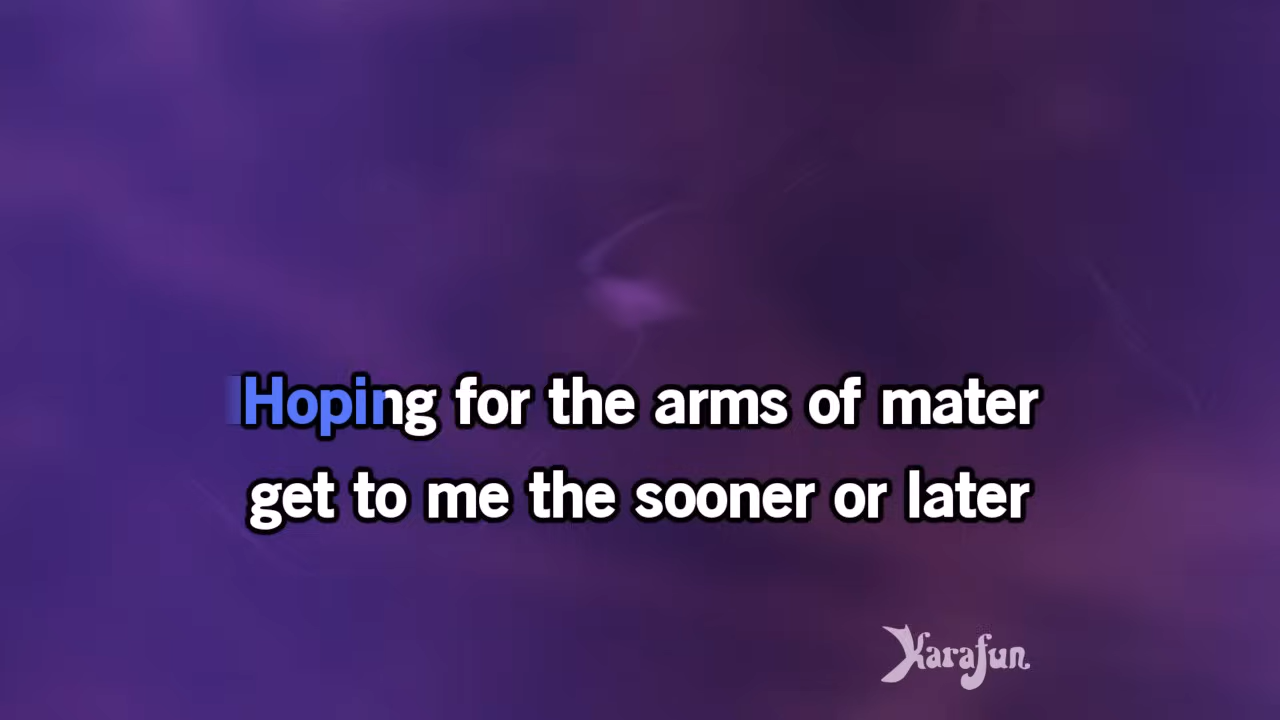 Hoping for the arms of mater
get to me the sooner or later
Karafun